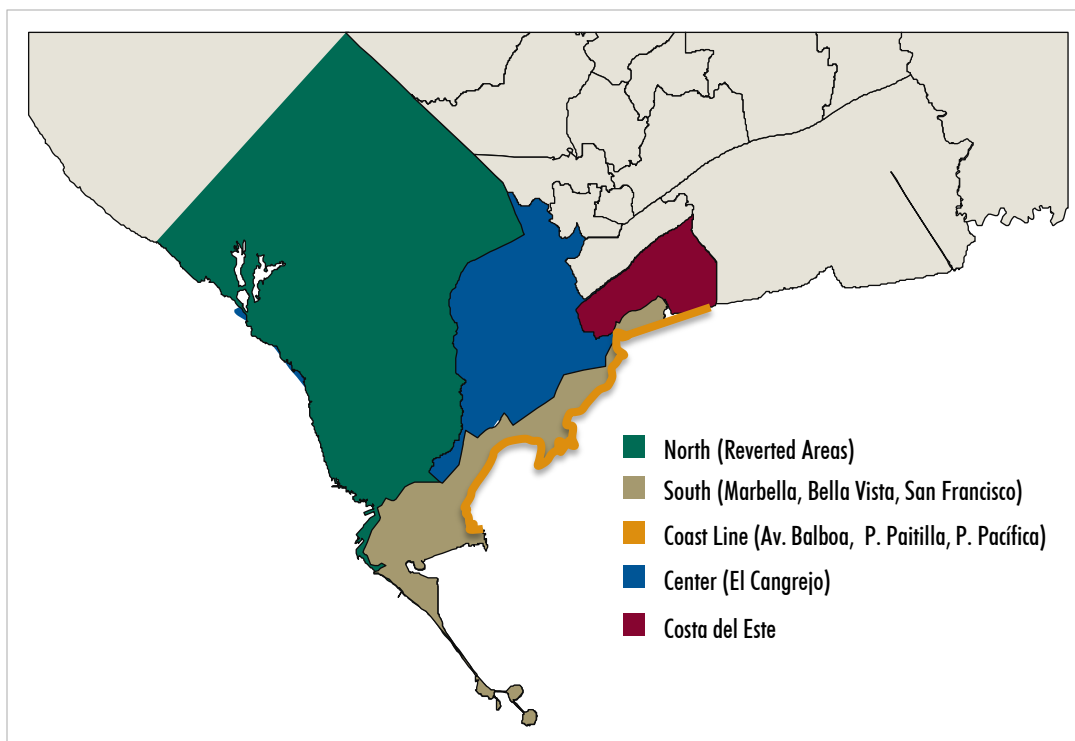 North (Reverted Areas)
South (Marbella, Bella Vista, San Francisco)
Coast Line (Av. Balboa, P. Paitilla, P. Pacífica)
Center (El Cangrejo)
Costa del Este